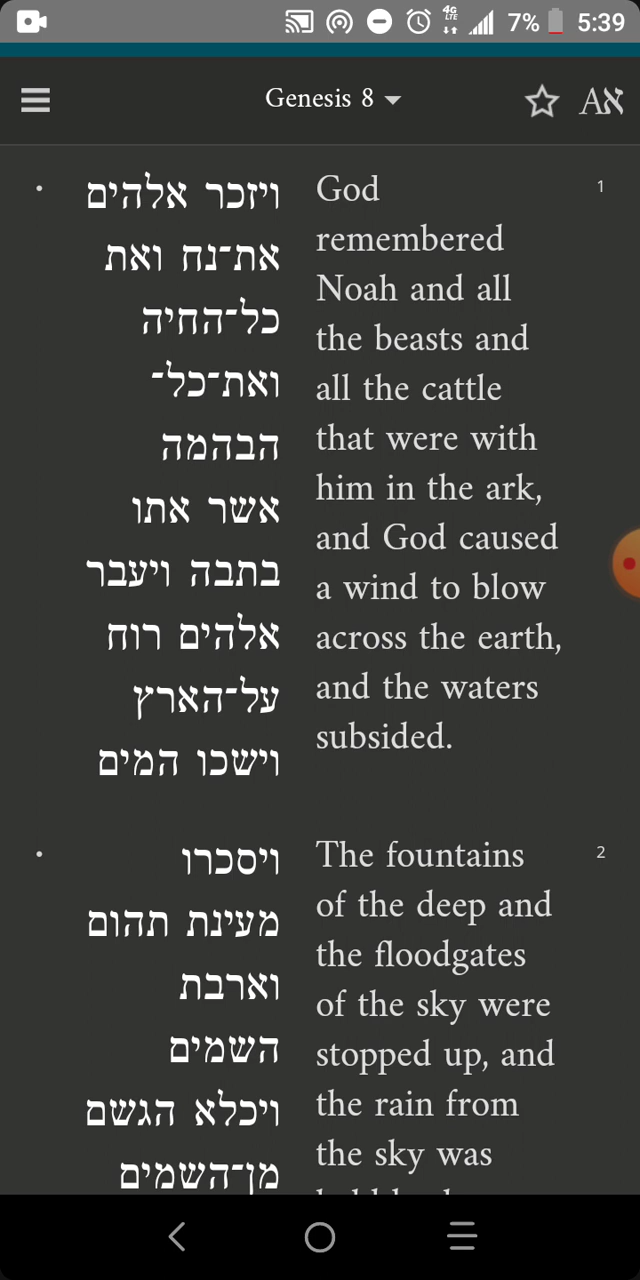 4G
LTE
7%
5:39
Genesis 8
Aא
ויזכר אלהים
את־נח ואת
כל־החיה
ואת־כל־
הבהמה
אשר אתו
בתבה ויעבר
אלהים רוח
על־הארץ
וישכו המים
God
remembered
Noah and all
the beasts and
all the cattle
that were with
him in the ark,
and God caused
a wind to blow
across the earth,
and the waters
subsided.
1
ויסכרו
מעינת תהום
וארבת
השמים
ויכלא הגשם
מן־השמים
The fountains
of the deep and
the floodgates
of the sky were
stopped up, and
the rain from
the sky was
2